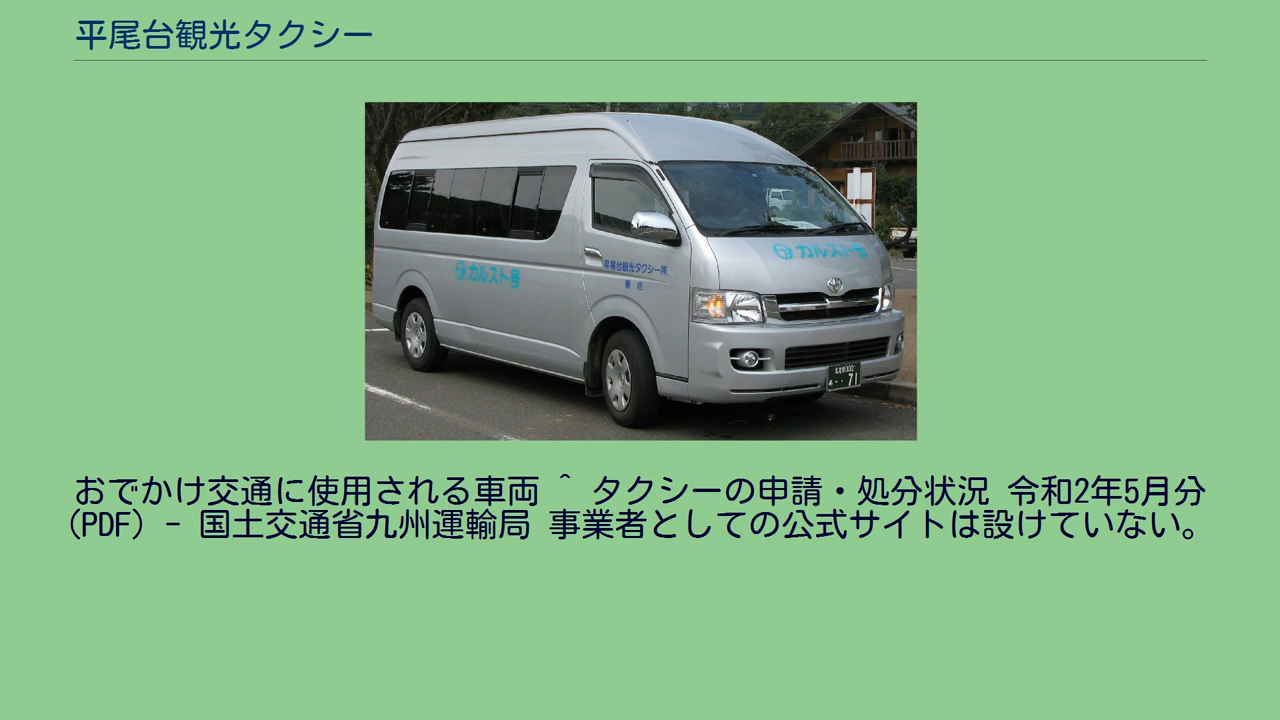 平尾台観光タクシー
カルスト号
カルスト号
平尾台観光タクシー㈱
乗合
71
おでかけ交通に使用される車両 ^ タクシーの申請・処分状況 令和2年5月分
(PDF) - 国土交通省九州運輸局 事業者としての公式サイトは設けていない。